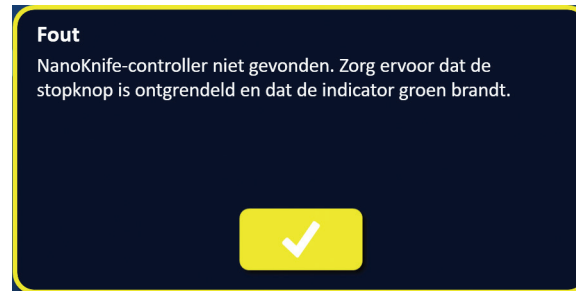 Fout
NanoKnife-controller niet gevonden. Zorg ervoor dat de
stopknop is ontgrendeld en dat de indicator groen brandt.